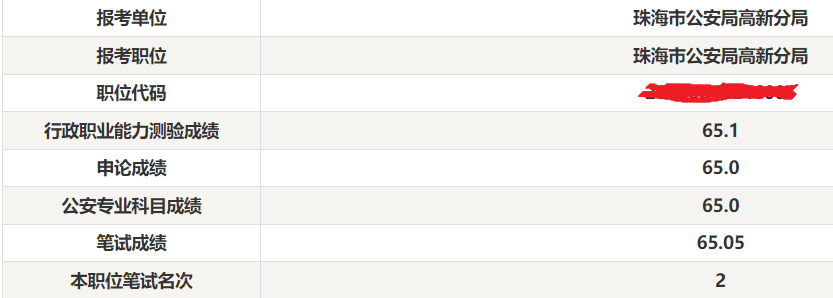 报考单位 珠海市公安局高新分局
报考职位 珠海市公安局高新分局
职位代码
行政职业能力测验成绩 65.1
申论成绩 65.0
公安专业科目成绩 65.0
笔试成绩 65.05
本职位笔试名次 2